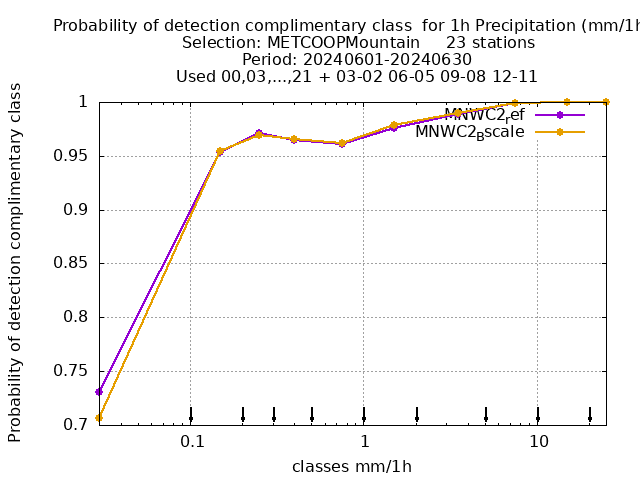 Probability of detection complimentary class  for 1h Precipitation (mm/1h
Selection: METCOOPMountain     23 stations
Period: 20240601-20240630
Used 00,03,...,21 + 03-02 06-05 09-08 12-11
Probability of detection complimentary class
1
0.95
0.9
0.85
0.8
0.75
0.7
MNWC2ref
MNWC2Bscale
0.1
1
10
classes mm/1h